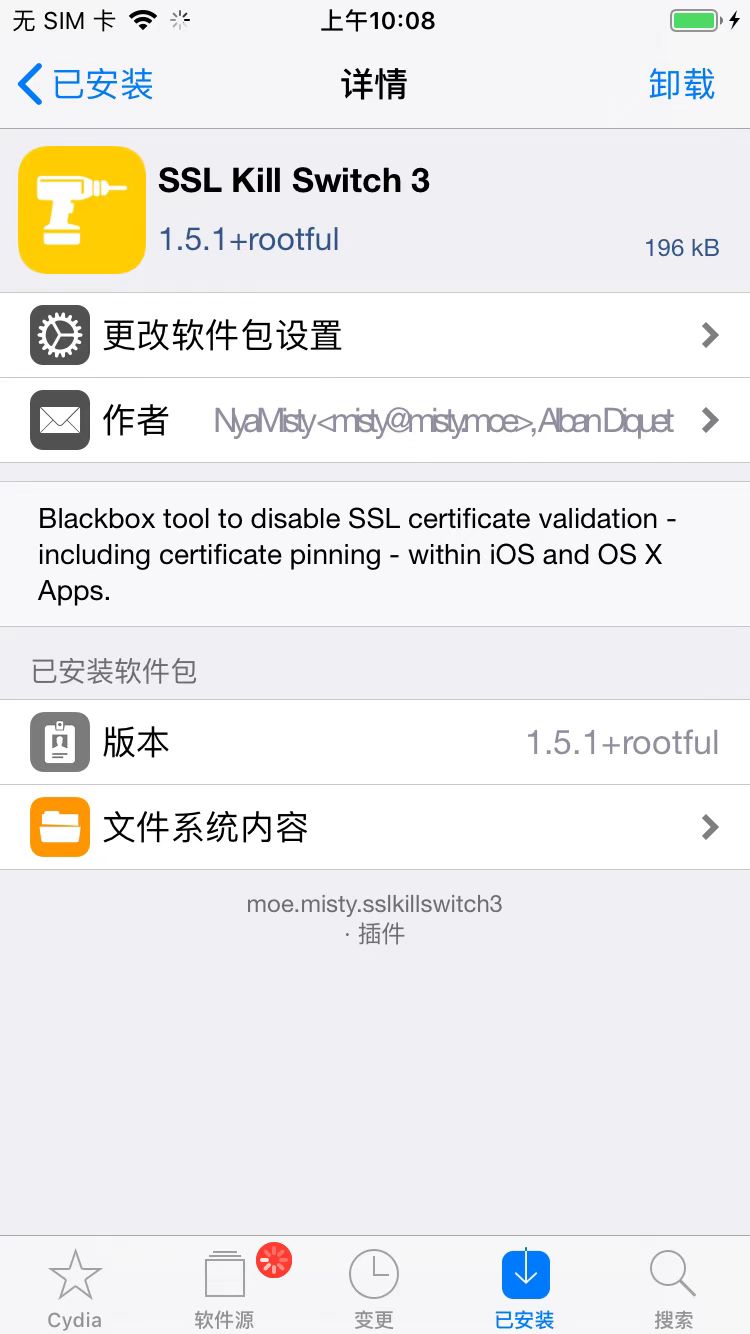 无 SIM 卡 上午10:08
已安装 详情 卸载
SSL Kill Switch 3
1.5.1+rootful 196 kB
更改软件包设置
作者 NyaMisty <misty@misty.moe>, Alban Diquet
Blackbox tool to disable SSL certificate validation -
including certificate pinning - within iOS and OS X
Apps.
已安装软件包
版本 1.5.1+rootful
文件系统内容
moe.misty.sslkillswitch3
· 插件
Cydia 软件源 变更 已安装 搜索